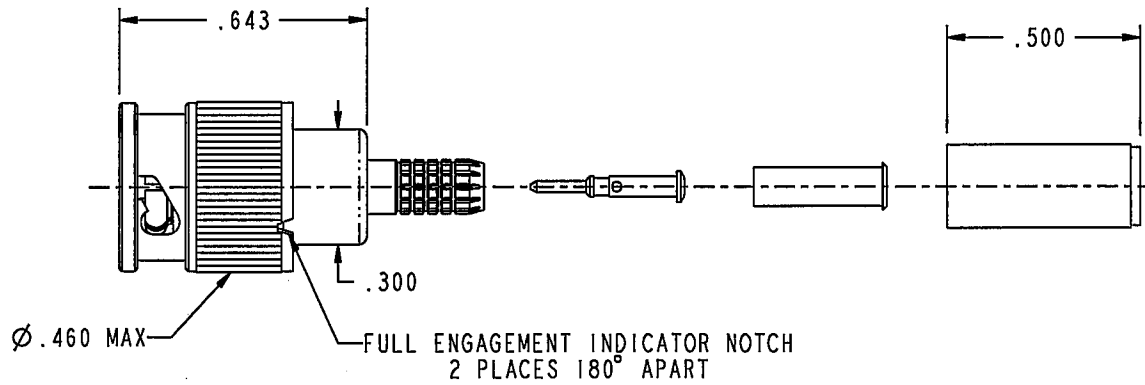 .643
.500
.300
Ø.460 MAX
FULL ENGAGEMENT INDICATOR NOTCH
2 PLACES 180° APART